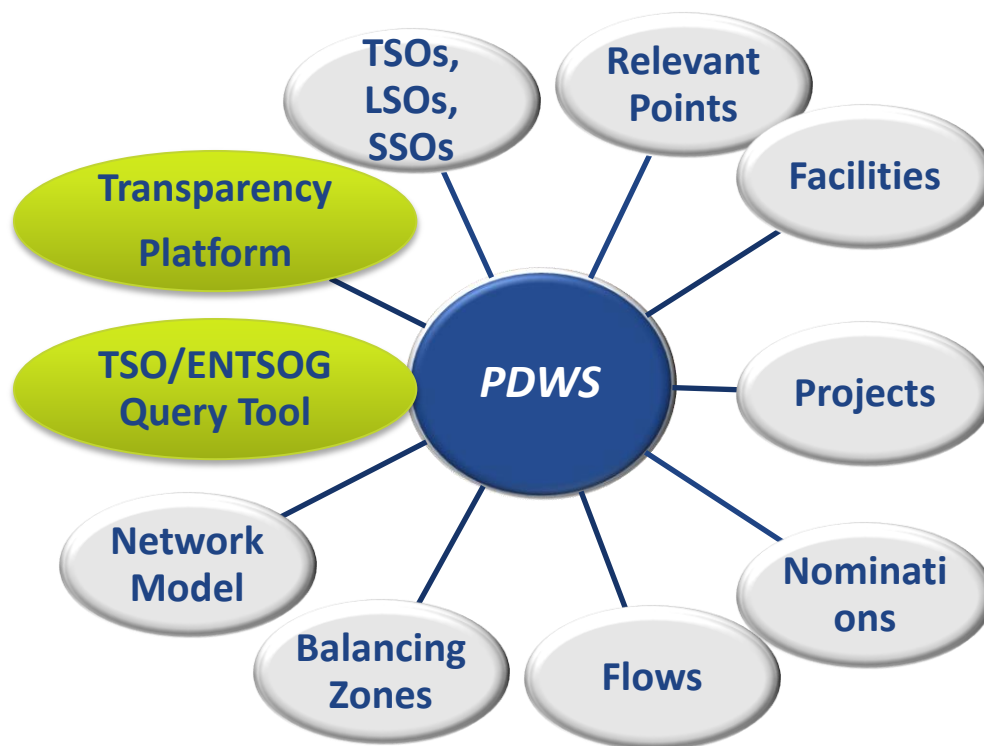 TSOs,
LSOs,
SSOs
Relevant
Points
Facilities
Transparency
Platform
TSO/ENTSOG
Query Tool
PDWS
Projects
Network
Model
Nominati
ons
Balancing
Zones
Flows